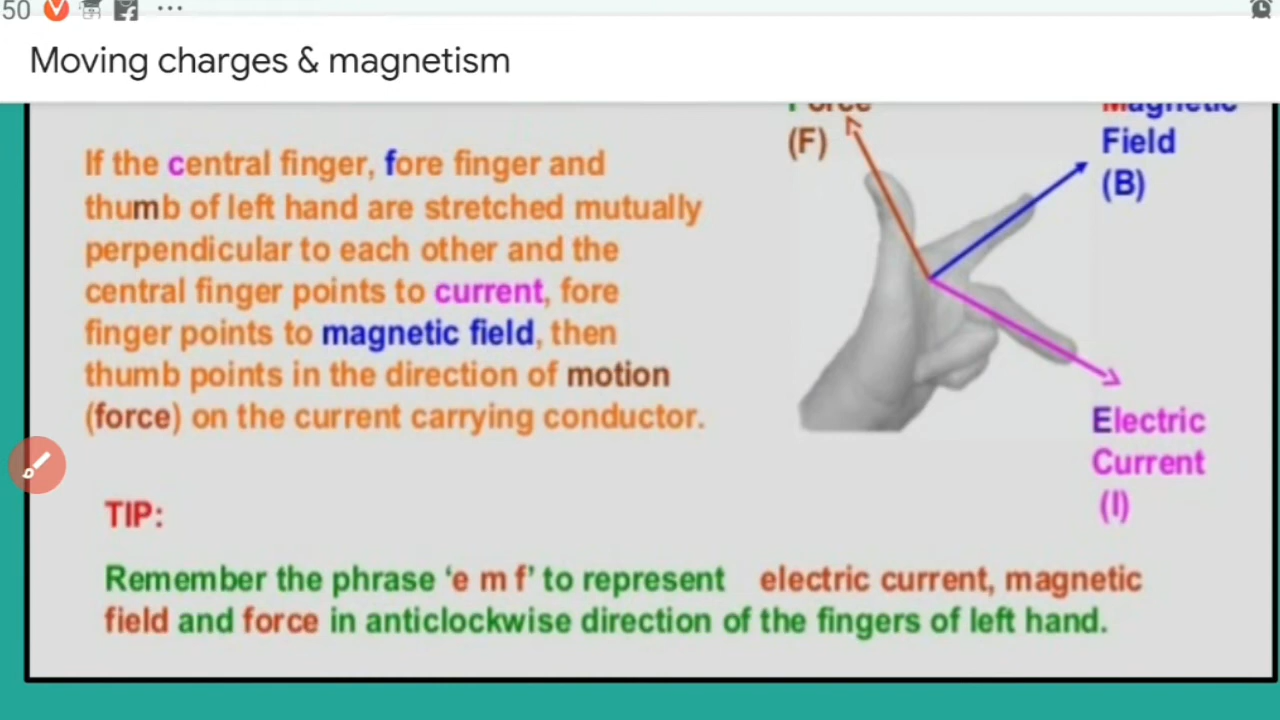 50
Moving charges & magnetism
Force
(F)
Magnetic
Field
(B)
If the central finger, fore finger and
thumb of left hand are stretched mutually
perpendicular to each other and the
central finger points to current, fore
finger points to magnetic field, then
thumb points in the direction of motion
(force) on the current carrying conductor.
Electric
Current
(I)
TIP:
Remember the phrase ‘e m f’ to represent electric current, magnetic
field and force in anticlockwise direction of the fingers of left hand.